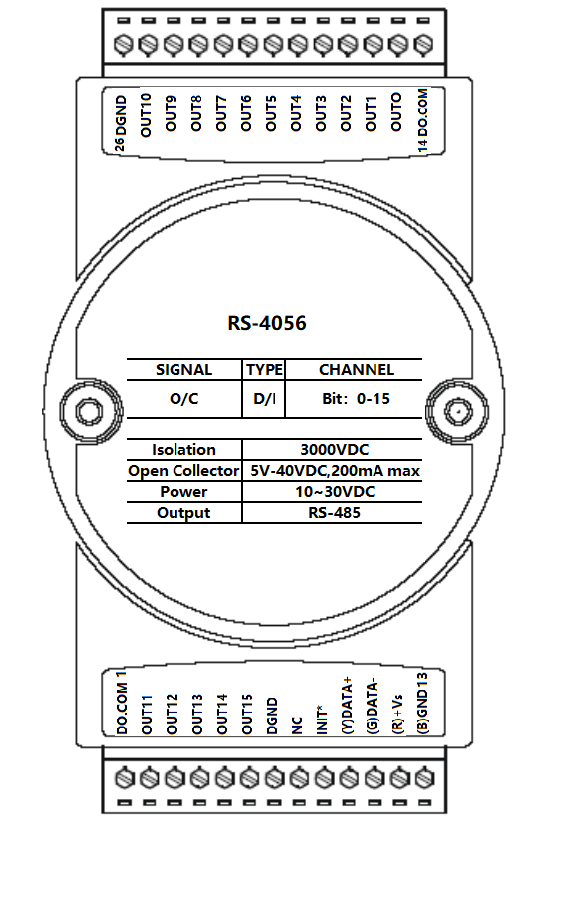 26 DGND
OUT10
OUT9
OUT8
OUT7
OUT6
OUT5
OUT4
OUT3
OUT2
OUT1
OUTO
14 DO.COM
RS-4056
SIGNAL TYPE CHANNEL
O/C D/I Bit: 0-15
Isolation 3000VDC
Open Collector 5V-40VDC,200mA max
Power 10~30VDC
Output RS-485
DO.COM 1
OUT11
OUT12
OUT13
OUT14
OUT15
DGND
NC
INIT*
(Y)DATA+
(G)DATA-
(R)+Vs
(B)GND13